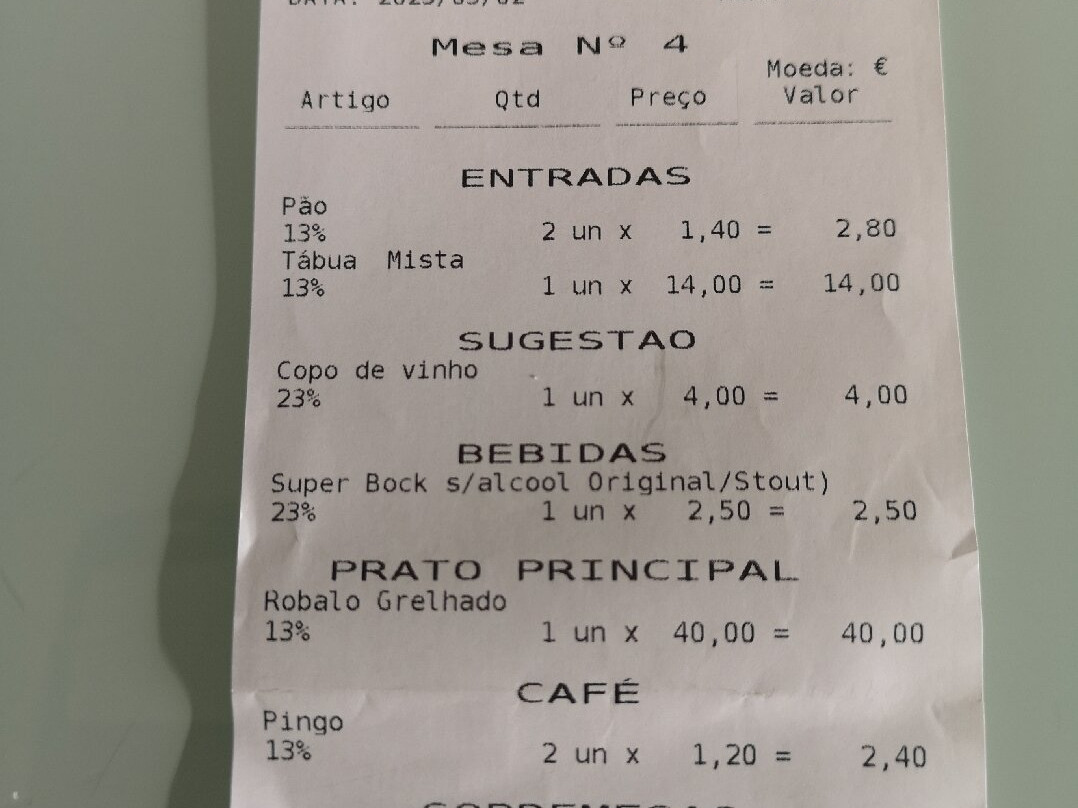 Mesa Nº 4
Moeda: €
Artigo Qtd Preço Valor
ENTRADAS
Pão
13% 2 un x 1,40 = 2,80
Tábua Mista
13% 1 un x 14,00 = 14,00
SUGESTAO
Copo de vinho
23% 1 un x 4,00 = 4,00
BEBIDAS
Super Bock s/alcool Original/Stout)
23% 1 un x 2,50 = 2,50
PRATO PRINCIPAL
Robalo Grelhado
13% 1 un x 40,00 = 40,00
CAFÉ
Pingo
13% 2 un x 1,20 = 2,40